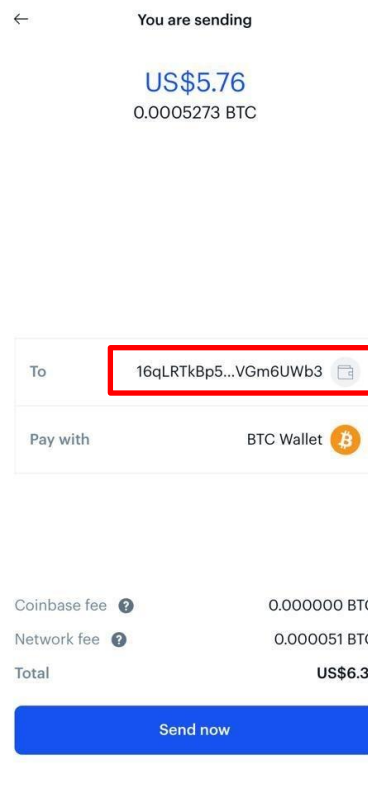 You are sending
US$5.76
0.0005273 BTC
To 16qLRTkBp5...VGm6UWb3
Pay with BTC Wallet
Coinbase fee ? 0.000000 BTC
Network fee ? 0.000051 BTC
Total US$6.3
Send now